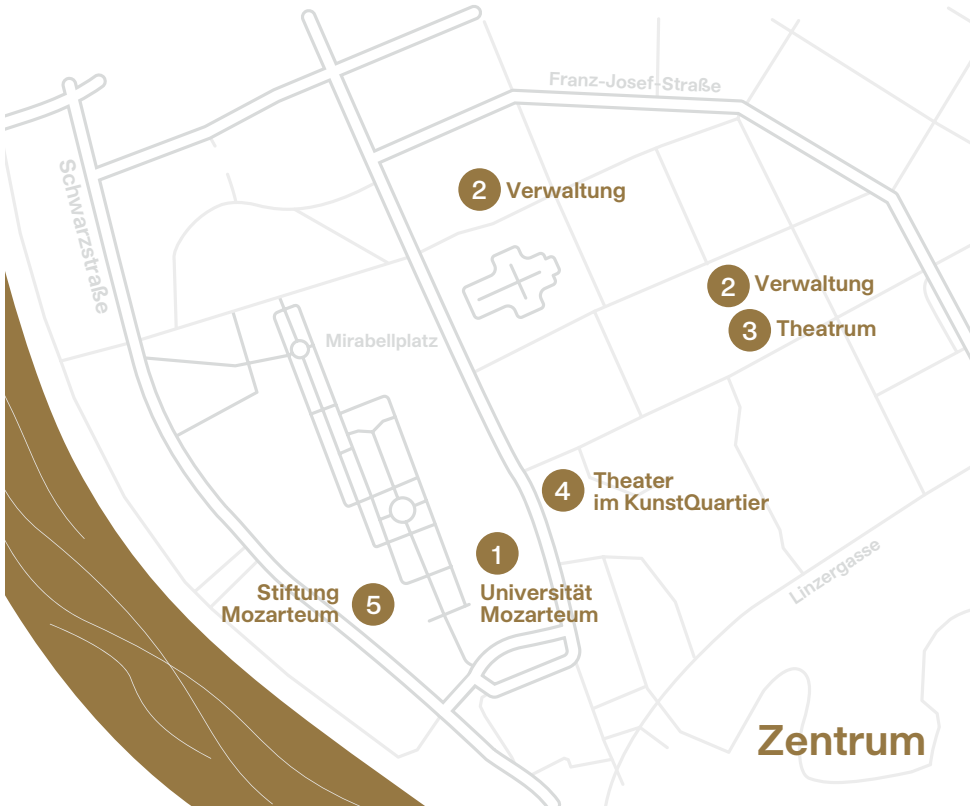 Franz-Josef-Straße
Schwarzstraße
2 Verwaltung
2 Verwaltung
3 Theatrum
Mirabellplatz
4 Theater
im KunstQuartier
1
Universität
Mozarteum
Stiftung
Mozarteum 5
Linzergasse
Zentrum